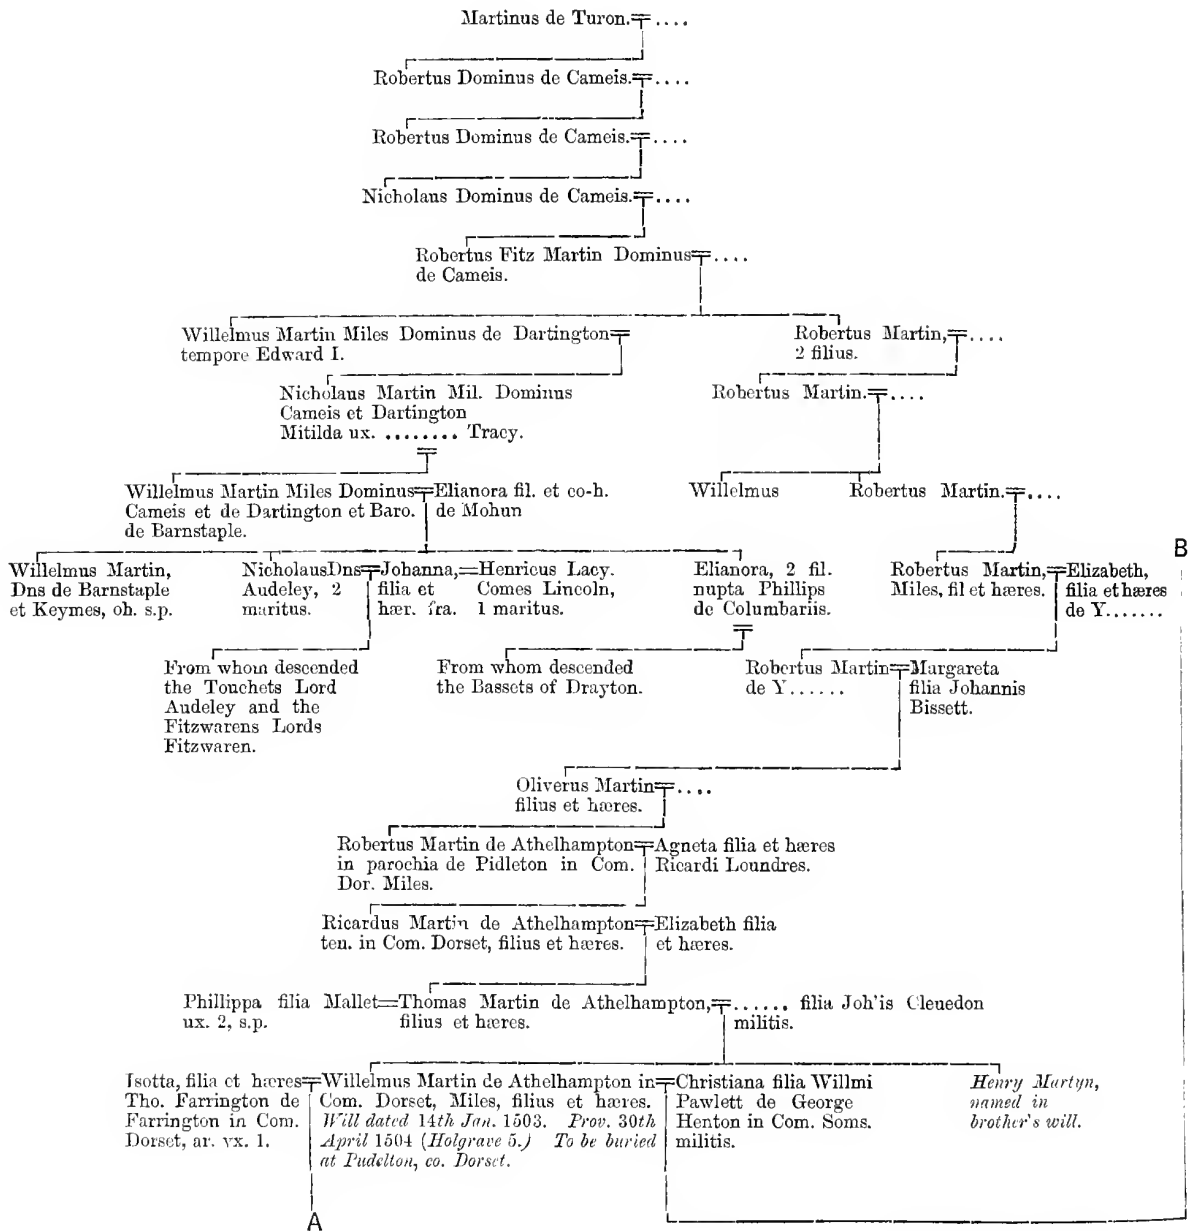 Martinus de Turon. ....
Robertus Dominus de Cameis. ....
Robertus Dominus de Cameis. ....
Nicholaus Dominus de Cameis. ....
Robertus Fitz Martin Dominus ....
de Cameis.
Willelmus Martin Miles Dominus de Dartington
tempore Edward I.
Robertus Martin, ....
2 filius.
Nicholaus Martin Mil. Dominus
Cameis et Dartington
Mitilda ux. ........ Tracy.
Robertus Martin. ....
Willelmus Martin Miles Dominus
Cameis et de Dartington et Baro.
de Barnstaple.
Elianora fil. et co-h.
de Mohun
Willelmus
Robertus Martin. ....
B
Willelmus Martin,
Dns de Barnstaple
et Keymes, oh. s.p.
Nicholaus Dns
Audeley, 2
maritus.
Johanna,
filia et
hær. fra.
Henricus Lacy.
Comes Lincoln,
1 maritus.
Elianora, 2 fil.
nupta Phillips
de Columbariis.
Robertus Martin,
Miles, fil et hæres.
Elizabeth,
filia et hæres
de Y.......
From whom descended
the Touchets Lord
Audeley and the
Fitzwarens Lords
Fitzwaren.
From whom descended
the Bassets of Drayton.
Robertus Martin
de Y......
Margareta
filia Johannis
Bissett.
Oliverus Martin ....
filius et hæres.
Robertus Martin de Athelhampton
in parochia de Pidleton in Com.
Dor. Miles.
Agneta filia et hæres
Ricardi Loundres.
Ricardus Martin de Athelhampton
ten. in Com. Dorset, filius et hæres.
Elizabeth filia
et hæres.
Phillippa filia Mallet
ux. 2, s.p.
Thomas Martin de Athelhampton,
filius et hæres.
...... filia Joh'is Cleuedon
militis.
Isotta, filia et hæres
Tho. Farrington de
Farrington in Com.
Dorset, ar. vx. 1.
Willelmus Martin de Athelhampton in
Com. Dorset, Miles, filius et hæres.
Will dated 14th Jan. 1503. Prov. 30th
April 1504 (Holgrave 5.) To be buried
at Pudelton, co. Dorset.
Christiana filia Willmi
Pawlett de George
Henton in Com. Soms.
militis.
Henry Martyn,
named in
brother's will.
A